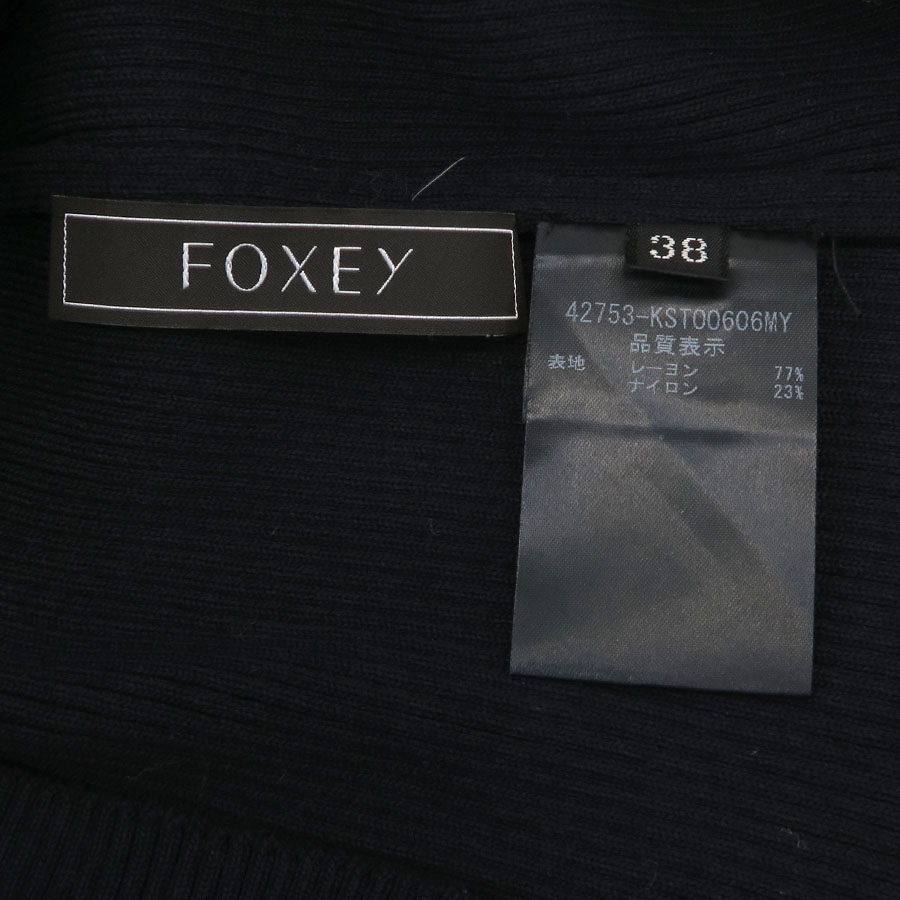 FOXEY
38
42753-KST00606MY
品質表示
表地 レーヨン 77%
ナイロン 23%